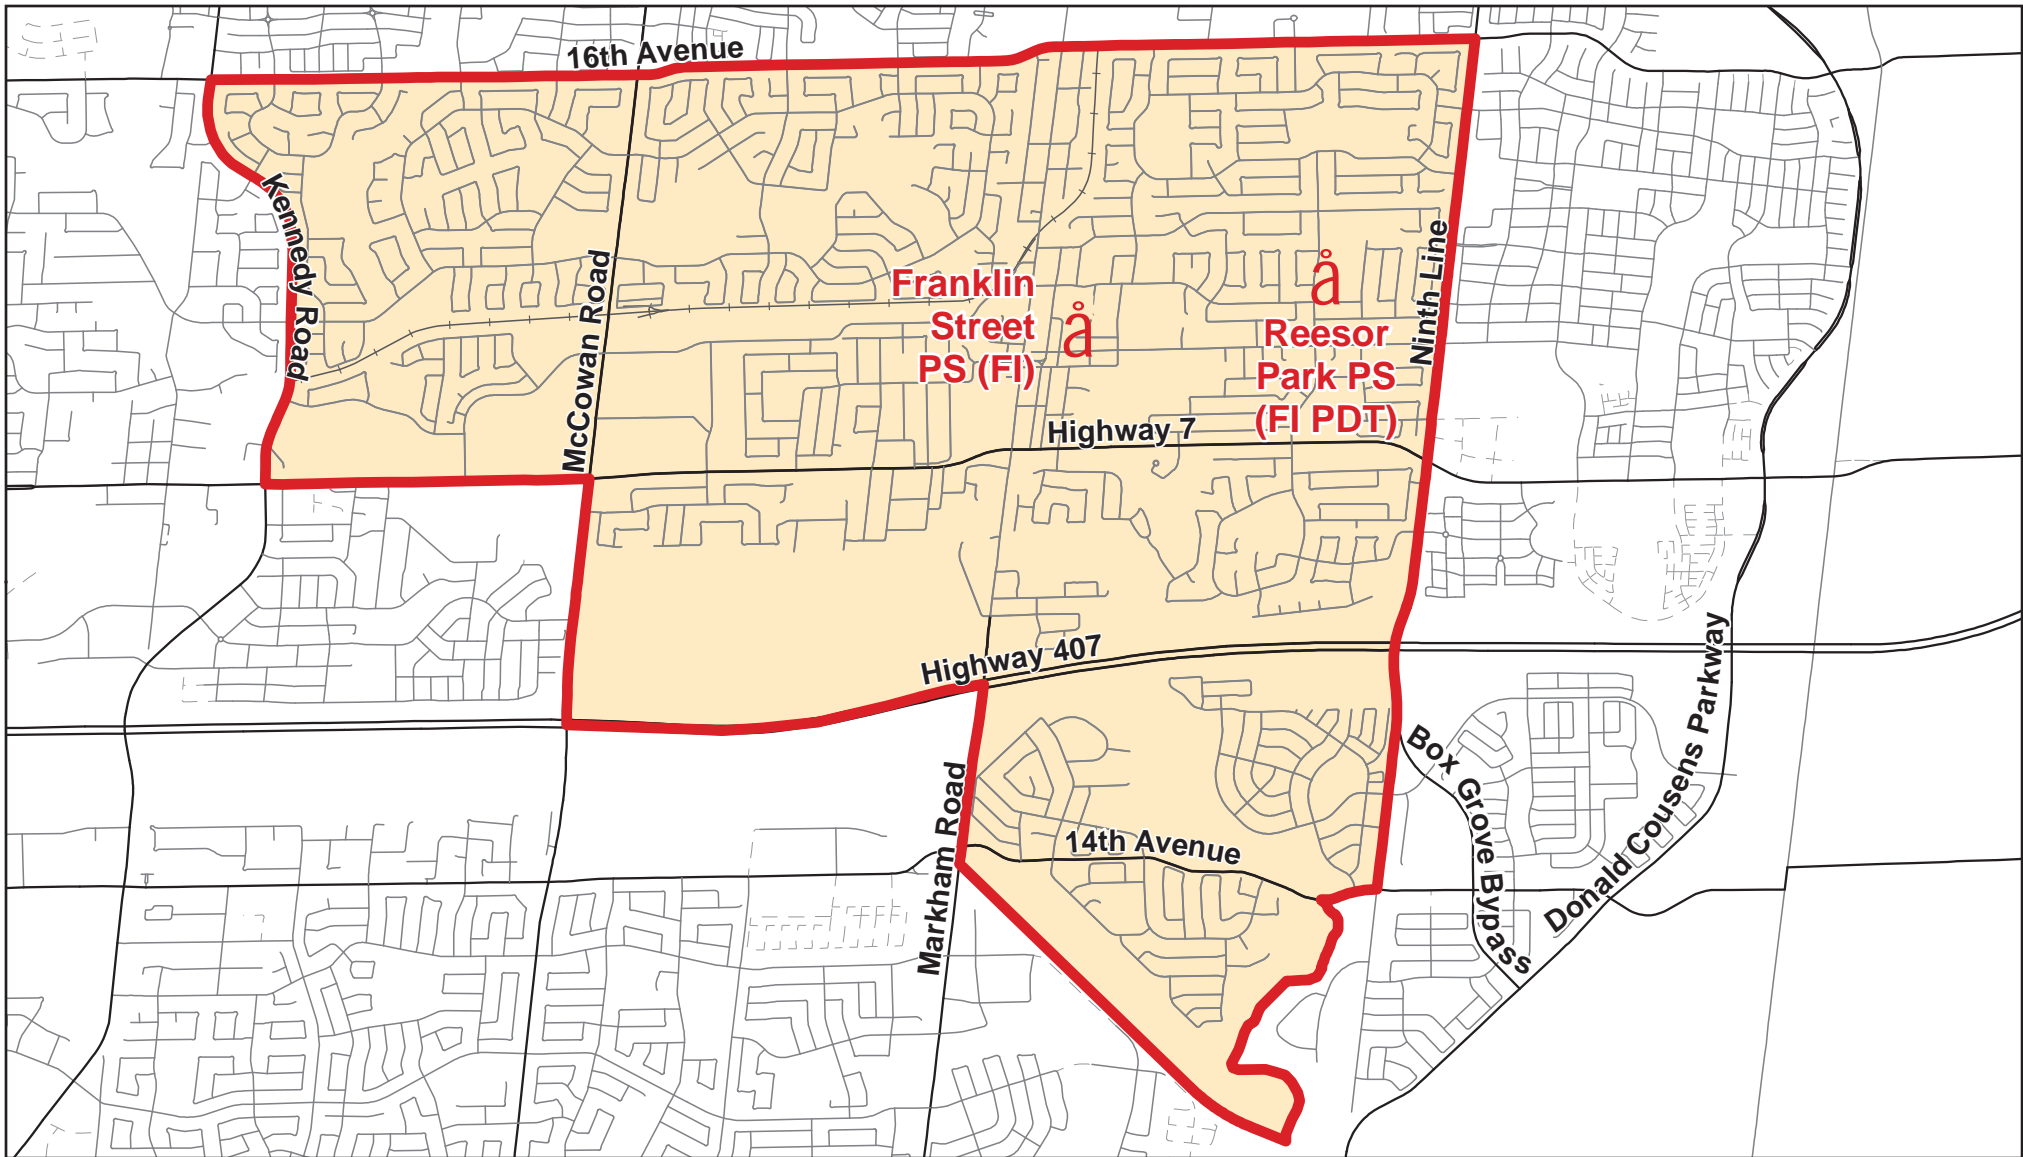 16th Avenue
Kennedy Road
McCowan Road
Franklin
Street
PS (FI)
å
å
Reesor
Park PS
(FI PDT)
Ninth Line
Highway 7
Highway 407
Markham Road
14th Avenue
Box Grove Bypass
Donald Cousens Parkway